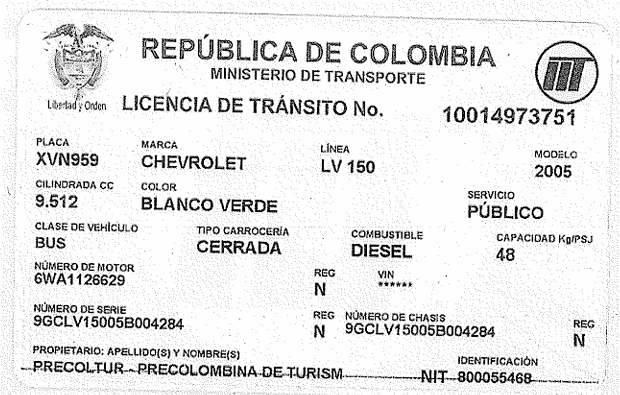 REPÚBLICA DE COLOMBIA
MINISTERIO DE TRANSPORTE
Libertad y Orden
LICENCIA DE TRÁNSITO No. 10014973751
PLACA MARCA LÍNEA MODELO
XVN959 CHEVROLET LV 150 2005
CILINDRADA CC COLOR SERVICIO
9.512 BLANCO VERDE PÚBLICO
CLASE DE VEHÍCULO TIPO CARROCERÍA COMBUSTIBLE CAPACIDAD Kg/PSJ
BUS CERRADA DIESEL 48
NÚMERO DE MOTOR REG VIN
6WA1126629 N ******
NÚMERO DE SERIE REG NÚMERO DE CHASIS REG
9GCLV15005B004284 N 9GCLV15005B004284 N
PROPIETARIO: APELLIDO(S) Y NOMBRE(S) IDENTIFICACIÓN
PRECOLTUR - PRECOLOMBINA DE TURISM NIT 800055468